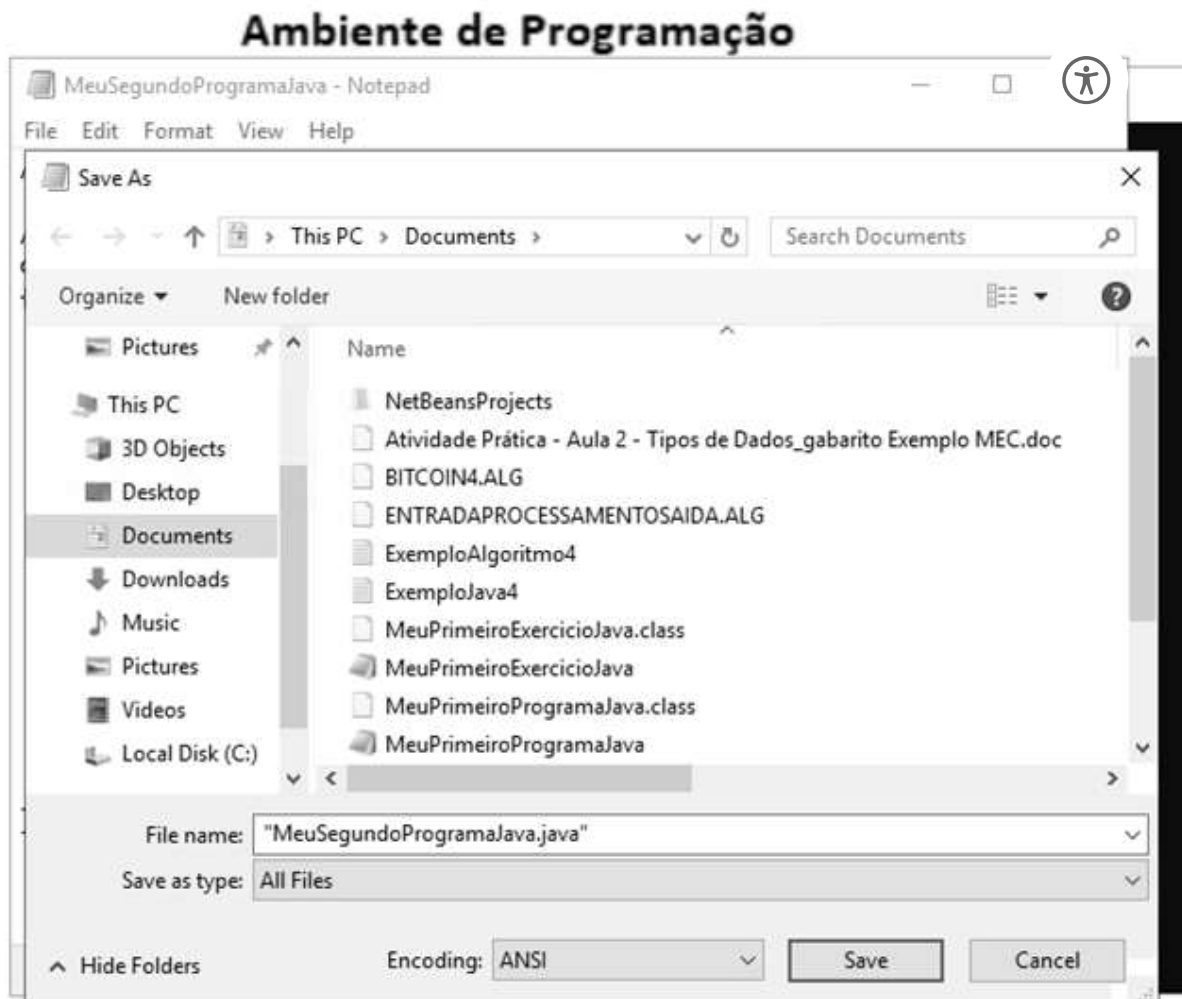 Ambiente de Programação
MeuSegundoProgramaJava - Notepad
File Edit Format View Help
Save As
This PC > Documents >
Search Documents
Organize
New folder
Pictures
This PC
3D Objects
Desktop
Documents
Downloads
Music
Pictures
Videos
Local Disk (C:)
Name
NetBeansProjects
Atividade Prática - Aula 2 - Tipos de Dados_gabarito Exemplo MEC.doc
BITCOIN4.ALG
ENTRADAPROCESSAMENTOSAIDA.ALG
ExemploAlgoritmo4
ExemploJava4
MeuPrimeiroExercicioJava.class
MeuPrimeiroExercicioJava
MeuPrimeiroProgramaJava.class
MeuPrimeiroProgramaJava
File name: "MeuSegundoProgramaJava.java"
Save as type: All Files
Hide Folders
Encoding: ANSI
Save
Cancel